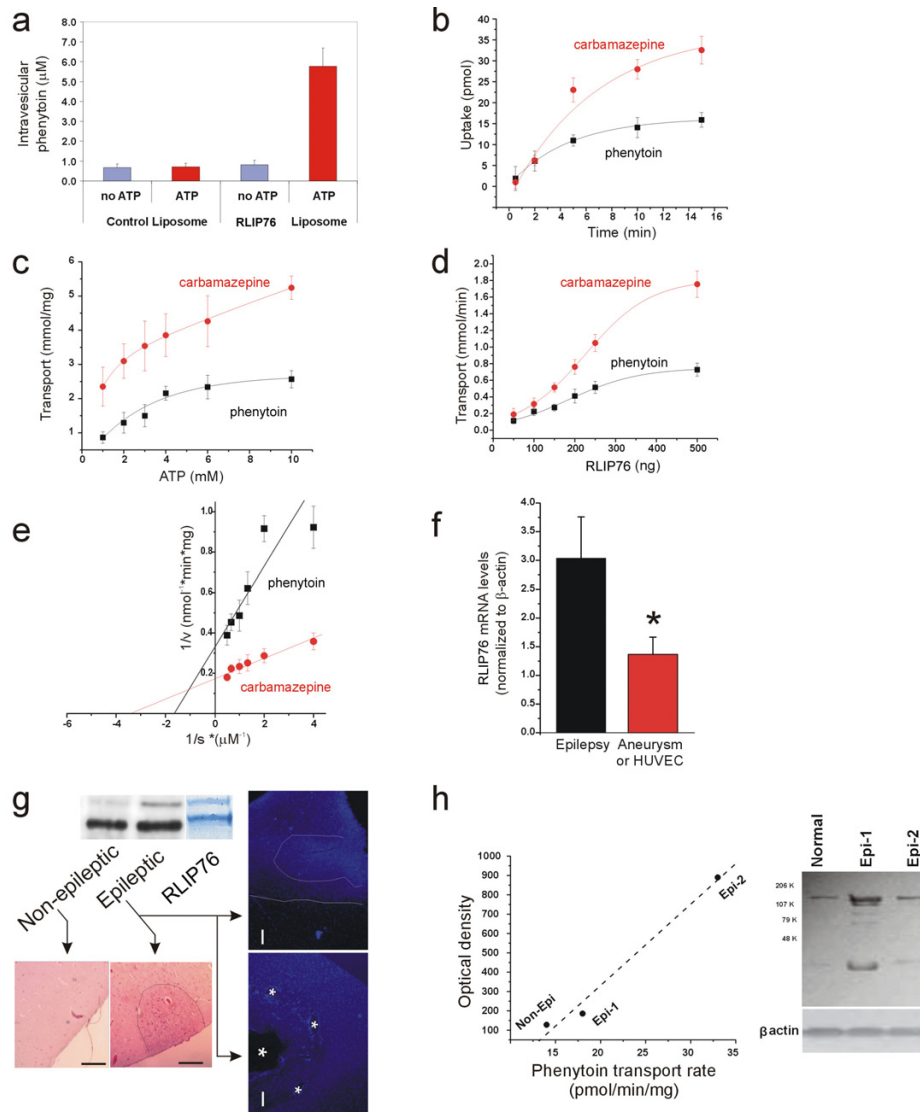 a
Intravesicular
phenytoin (μM)
8.0
7.0
6.0
5.0
4.0
3.0
2.0
1.0
0.0
no ATP
ATP
no ATP
ATP
Control Liposome
RLIP76
Liposome
b
Uptake (pmol)
40
35
30
25
20
15
10
5
0
carbamazepine
phenytoin
0 2 4 6 8 10 12 14 16
Time (min)
c
Transport (mmol/mg)
6
5
4
3
2
1
carbamazepine
phenytoin
2 4 6 8 10
ATP (mM)
d
Transport (mmol/min)
2.0
1.8
1.6
1.4
1.2
1.0
0.8
0.6
0.4
0.2
0
carbamazepine
phenytoin
0 100 200 300 400 500
RLIP76 (ng)
e
1/v (nmol⁻¹*min*mg)
1.0
0.8
0.6
0.4
0.2
phenytoin
carbamazepine
-6 -4 -2 0 2 4
1/s *(μM⁻¹)
f
RLIP76 mRNA levels
(normalized to β-actin)
4.0
3.5
3.0
2.5
2.0
1.5
1.0
0.5
0.0
*
Epilepsy
Aneurysm
or HUVEC
g
Non-epileptic
Epileptic
RLIP76
*
*
*
*
h
Optical density
1000
900
800
700
600
500
400
300
200
100
Non-Epi
Epi-1
Epi-2
15 20 25 30 35
Phenytoin transport rate
(pmol/min/mg)
Normal
Epi-1
Epi-2
206 K
107 K
79 K
48 K
βactin